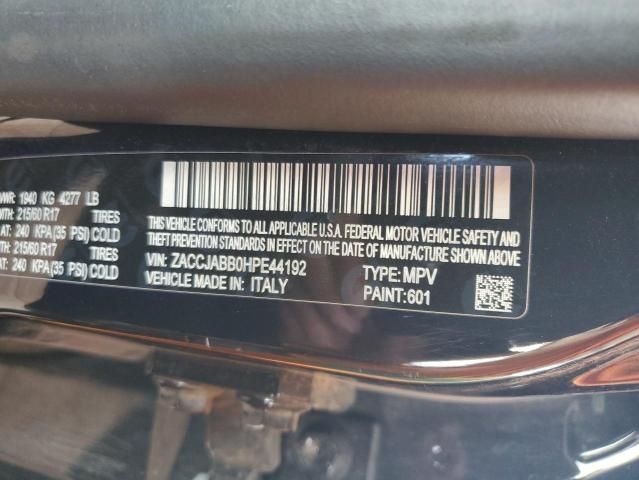 1940 KG 4277 LB
215/60 R17 TIRES
240 KPA(35 PSI) COLD
215/60 R17 TIRES
AT: 240 KPA(35 PSI) COLD
THIS VEHICLE CONFORMS TO ALL APPLICABLE U.S.A. FEDERAL MOTOR VEHICLE SAFETY AND
THEFT PREVENTION STANDARDS IN EFFECT ON THE DATE OF MANUFACTURE SHOWN ABOVE
VIN: ZACCJABB0HPE44192 TYPE: MPV
VEHICLE MADE IN: ITALY PAINT:601